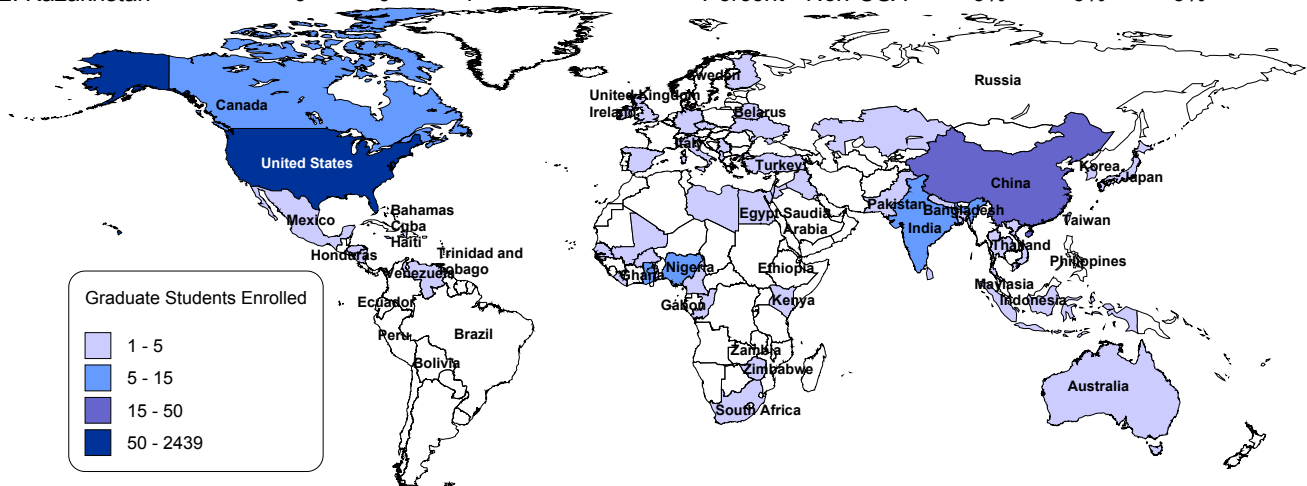 Sweden
Russia
United Kingdom
Ireland
Belarus
Canada
Italy
United States
Turkey
Korea
Japan
China
Pakistan
Bangladesh
India
Egypt
Saudia
Arabia
Mexico
Bahamas
Cuba
Haiti
Taiwan
Honduras
Trinidad and
Tobago
Venezuela
Thailand
Philippines
Ghana
Nigeria
Ethiopia
Maylasia
Indonesia
Gabon
Kenya
Ecuador
Peru
Brazil
Bolivia
Zambia
Zimbabwe
Australia
South Africa
Graduate Students Enrolled
1 - 5
5 - 15
15 - 50
50 - 2439